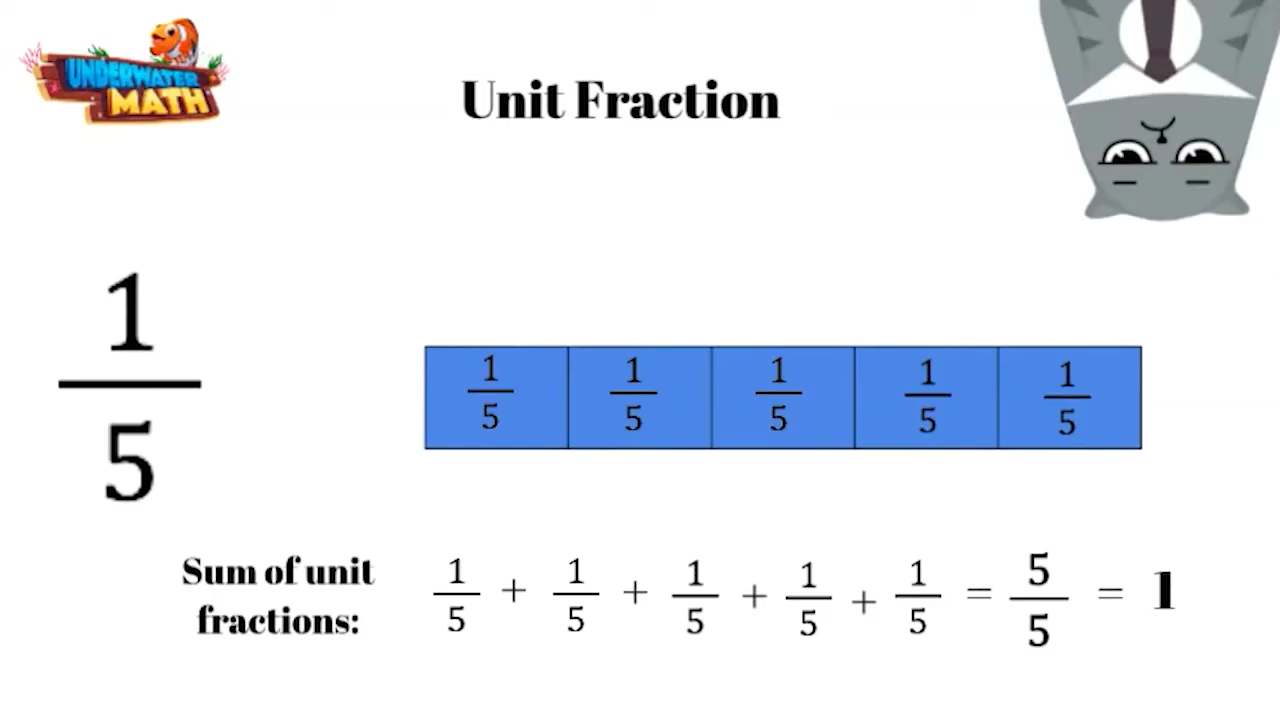 UNDERWATER
MATH
Unit Fraction
1/5
1/5 1/5 1/5 1/5 1/5
Sum of unit
fractions:
1/5 + 1/5 + 1/5 + 1/5 + 1/5 = 5/5 = 1